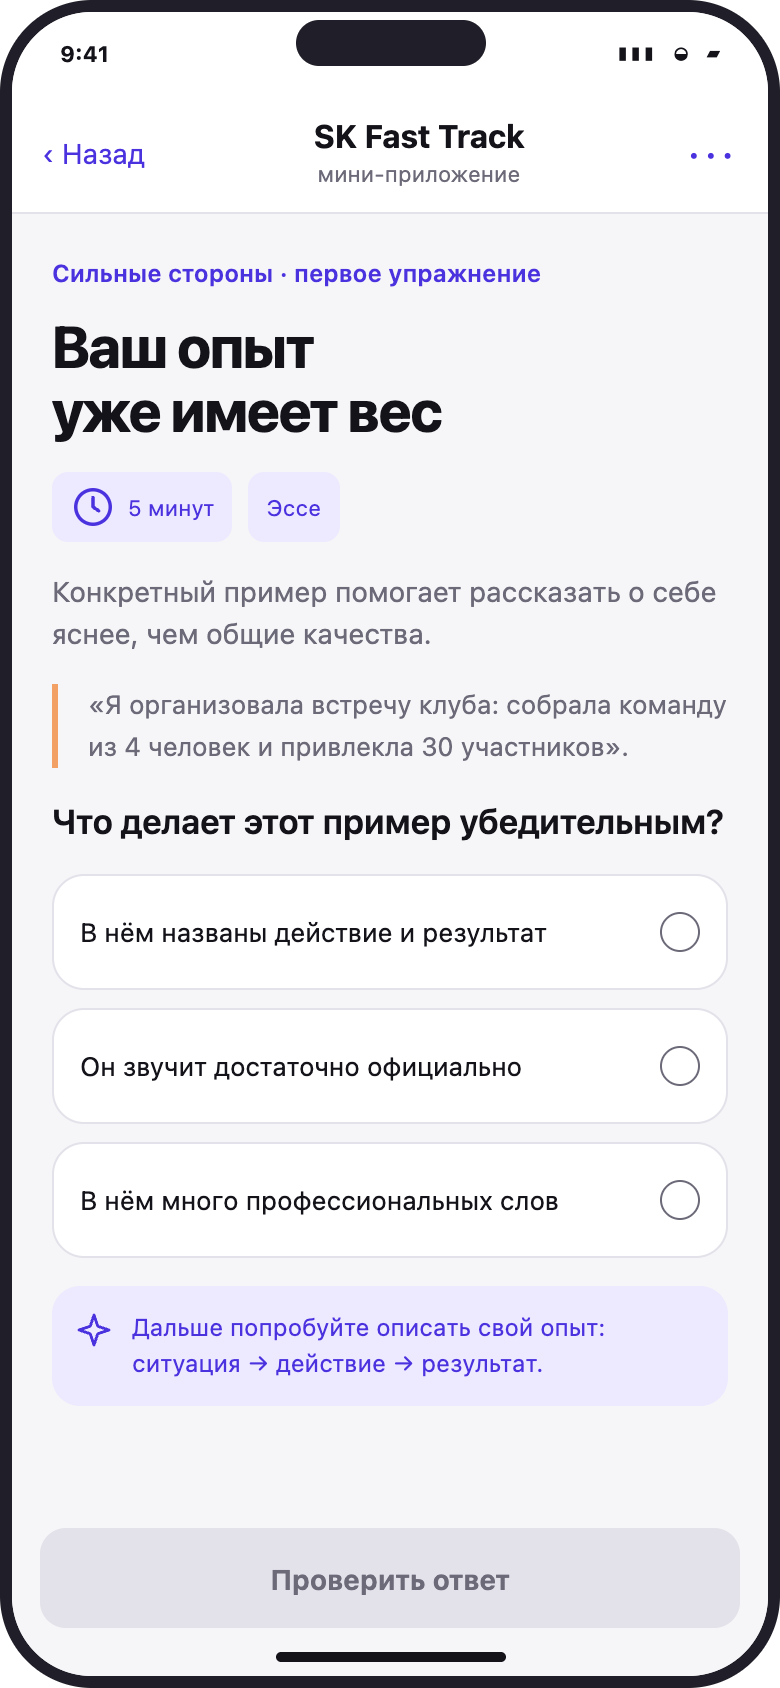 9:41
‹ Назад
SK Fast Track
мини-приложение
Сильные стороны · первое упражнение
Ваш опыт
уже имеет вес
5 минут
Эссе
Конкретный пример помогает рассказать о себе
яснее, чем общие качества.
«Я организовала встречу клуба: собрала команду
из 4 человек и привлекла 30 участников».
Что делает этот пример убедительным?
В нём названы действие и результат
Он звучит достаточно официально
В нём много профессиональных слов
Дальше попробуйте описать свой опыт:
ситуация → действие → результат.
Проверить ответ